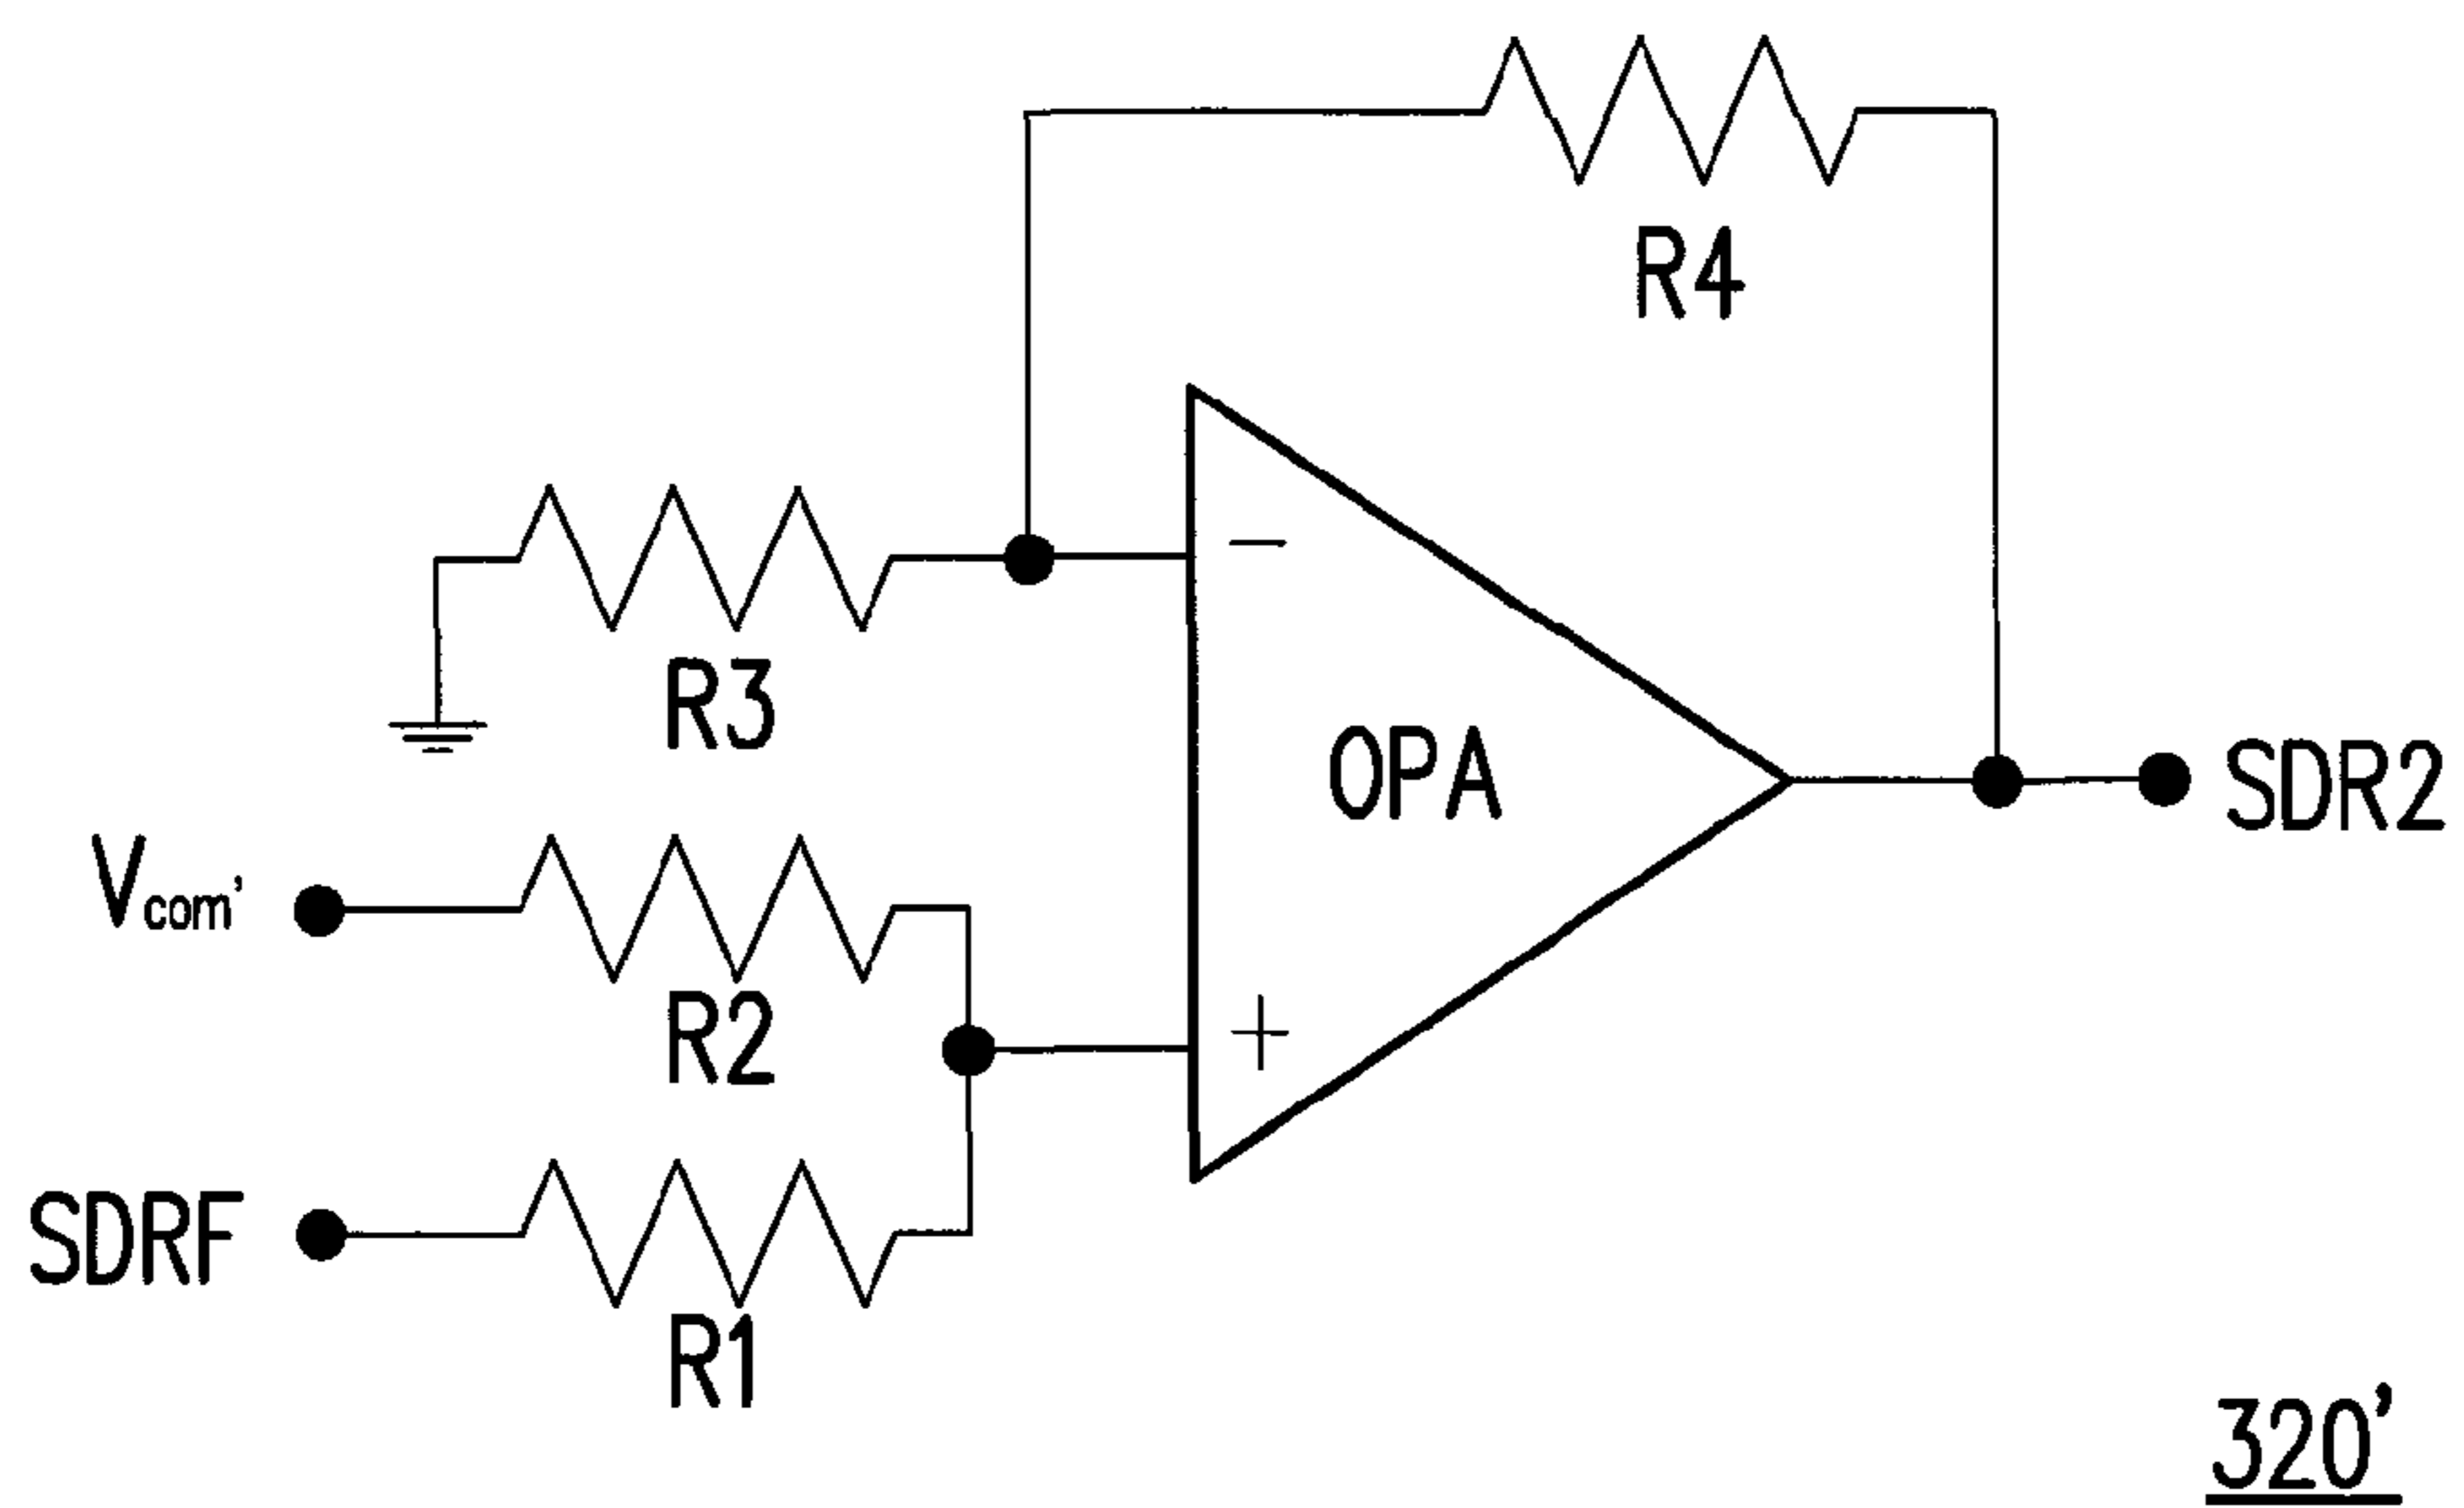 R4
R3
OPA
SDR2
Vcom'
R2
SDRF
R1
320'
−
+